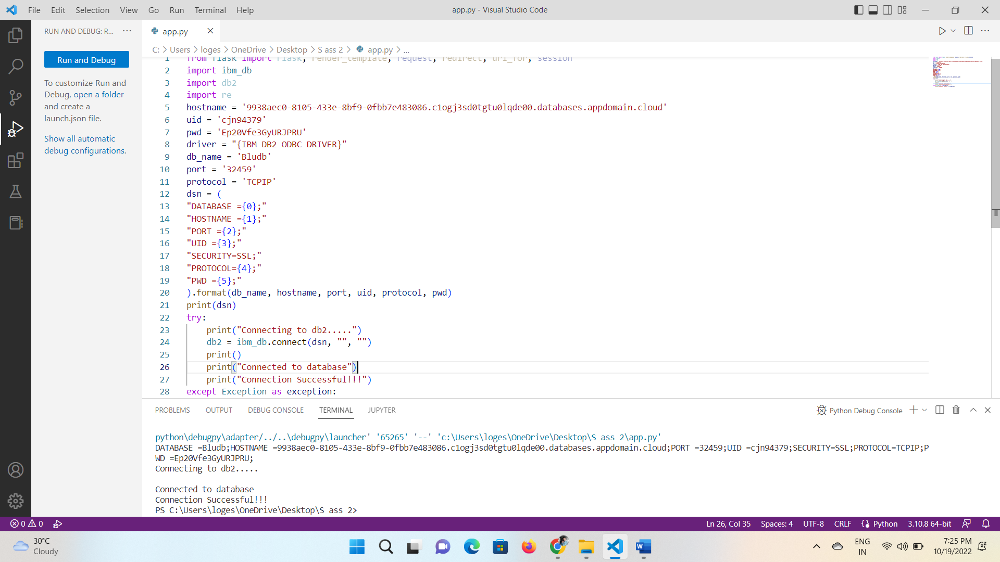 File Edit Selection View Go Run Terminal Help
app.py - Visual Studio Code
RUN AND DEBUG: R... ···
Run and Debug
To customize Run and
Debug, open a folder
and create a
launch.json file.
Show all automatic
debug configurations.
app.py
C: > Users > loges > OneDrive > Desktop > S ass 2 > app.py > ...
1 from flask import Flask, render_template, request, redirect, url_for, session
2 import ibm_db
3 import db2
4 import re
5 hostname = '9938aec0-8105-433e-8bf9-0fbb7e483086.c1ogj3sd0tgtu0lqde00.databases.appdomain.cloud'
6 uid = 'cjn94379'
7 pwd = 'Ep20Vfe3GyURJPRU'
8 driver = "{IBM DB2 ODBC DRIVER}"
9 db_name = 'Bludb'
10 port = '32459'
11 protocol = 'TCPIP'
12 dsn = (
13 "DATABASE ={0};"
14 "HOSTNAME ={1};"
15 "PORT ={2};"
16 "UID ={3};"
17 "SECURITY=SSL;"
18 "PROTOCOL={4};"
19 "PWD ={5};"
20 ).format(db_name, hostname, port, uid, protocol, pwd)
21 print(dsn)
22 try:
23     print("Connecting to db2.....")
24     db2 = ibm_db.connect(dsn, "", "")
25     print()
26     print("Connected to database")
27     print("Connection Successful!!!")
28 except Exception as exception:
PROBLEMS OUTPUT DEBUG CONSOLE TERMINAL JUPYTER
Python Debug Console
python\debugpy\adapter/../..\debugpy\launcher' '65265' '--' 'c:\Users\loges\OneDrive\Desktop\S ass 2\app.py'
DATABASE =Bludb;HOSTNAME =9938aec0-8105-433e-8bf9-0fbb7e483086.c1ogj3sd0tgtu0lqde00.databases.appdomain.cloud;PORT =32459;UID =cjn94379;SECURITY=SSL;PROTOCOL=TCPIP;P
WD =Ep20Vfe3GyURJPRU;
Connecting to db2.....
Connected to database
Connection Successful!!!
PS C:\Users\loges\OneDrive\Desktop\S ass 2>
0 0 Ln 26, Col 35 Spaces: 4 UTF-8 CRLF Python 3.10.8 64-bit
30°C
Cloudy
ENG
IN
7:25 PM
10/19/2022